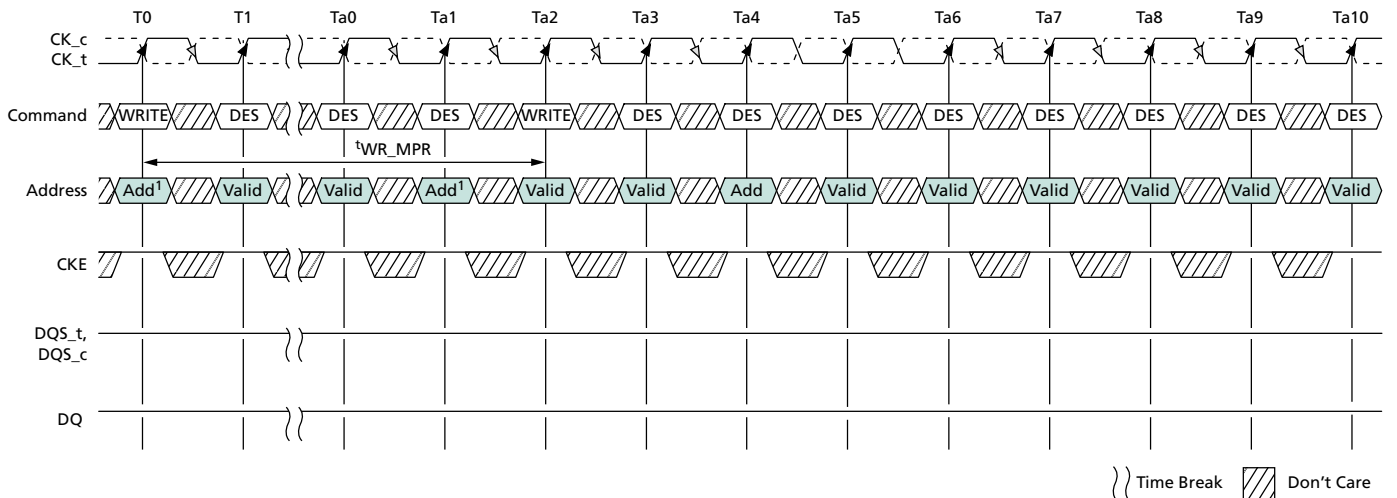 T0 T1 Ta0 Ta1 Ta2 Ta3 Ta4 Ta5 Ta6 Ta7 Ta8 Ta9 Ta10
CK_c
CK_t
Command WRITE DES DES DES WRITE DES DES DES DES DES DES DES DES
tWR_MPR
Address Add1 Valid Valid Add1 Valid Valid Add Valid Valid Valid Valid Valid Valid
CKE
DQS_t,
DQS_c
DQ
Time Break Don't Care